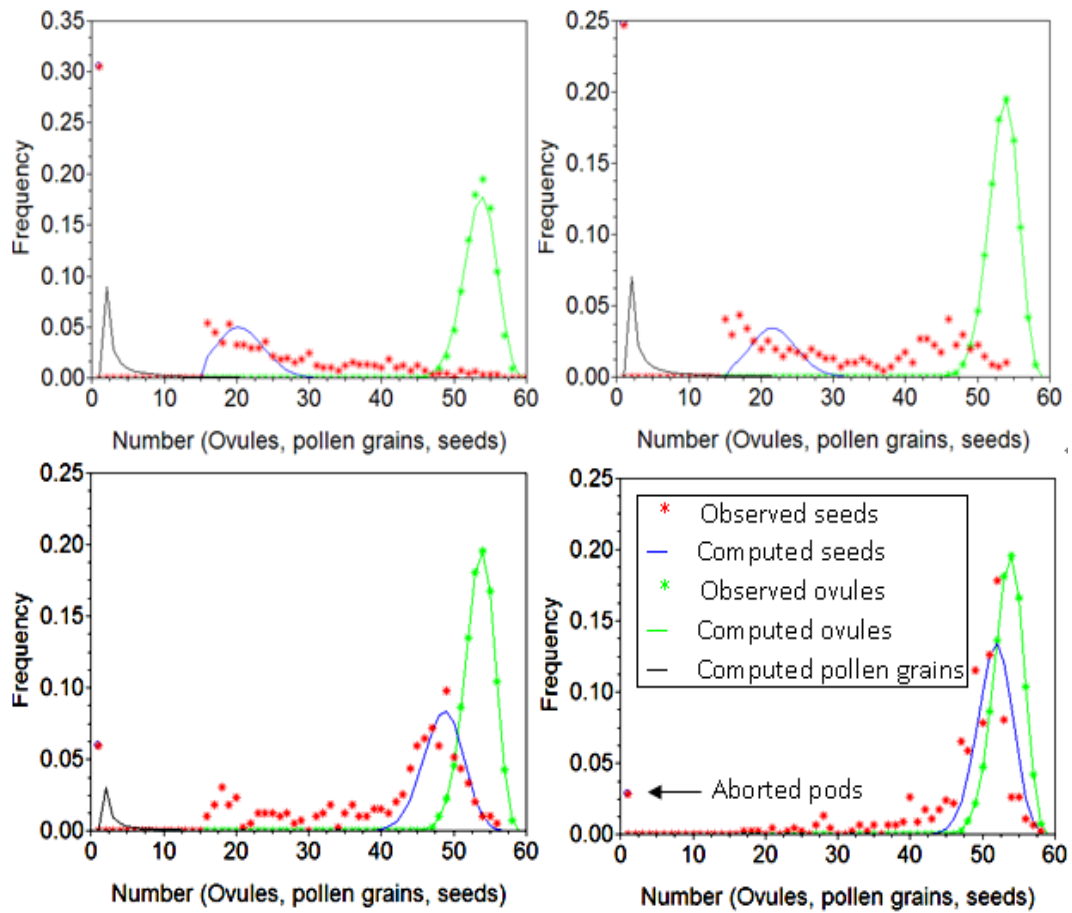 0.35
0.30
0.25
0.20
0.15
0.10
0.05
0.00
Frequency
0 10 20 30 40 50 60
Number (Ovules, pollen grains, seeds)
0.25
0.20
0.15
0.10
0.05
0.00
Frequency
0 10 20 30 40 50 60
Number (Ovules, pollen grains, seeds)
0.25
0.20
0.15
0.10
0.05
0.00
Frequency
0 10 20 30 40 50 60
Number (Ovules, pollen grains, seeds)
0.25
0.20
0.15
0.10
0.05
0.00
Frequency
Observed seeds
Computed seeds
Observed ovules
Computed ovules
Computed pollen grains
Aborted pods
0 10 20 30 40 50 60
Number (Ovules, pollen grains, seeds)